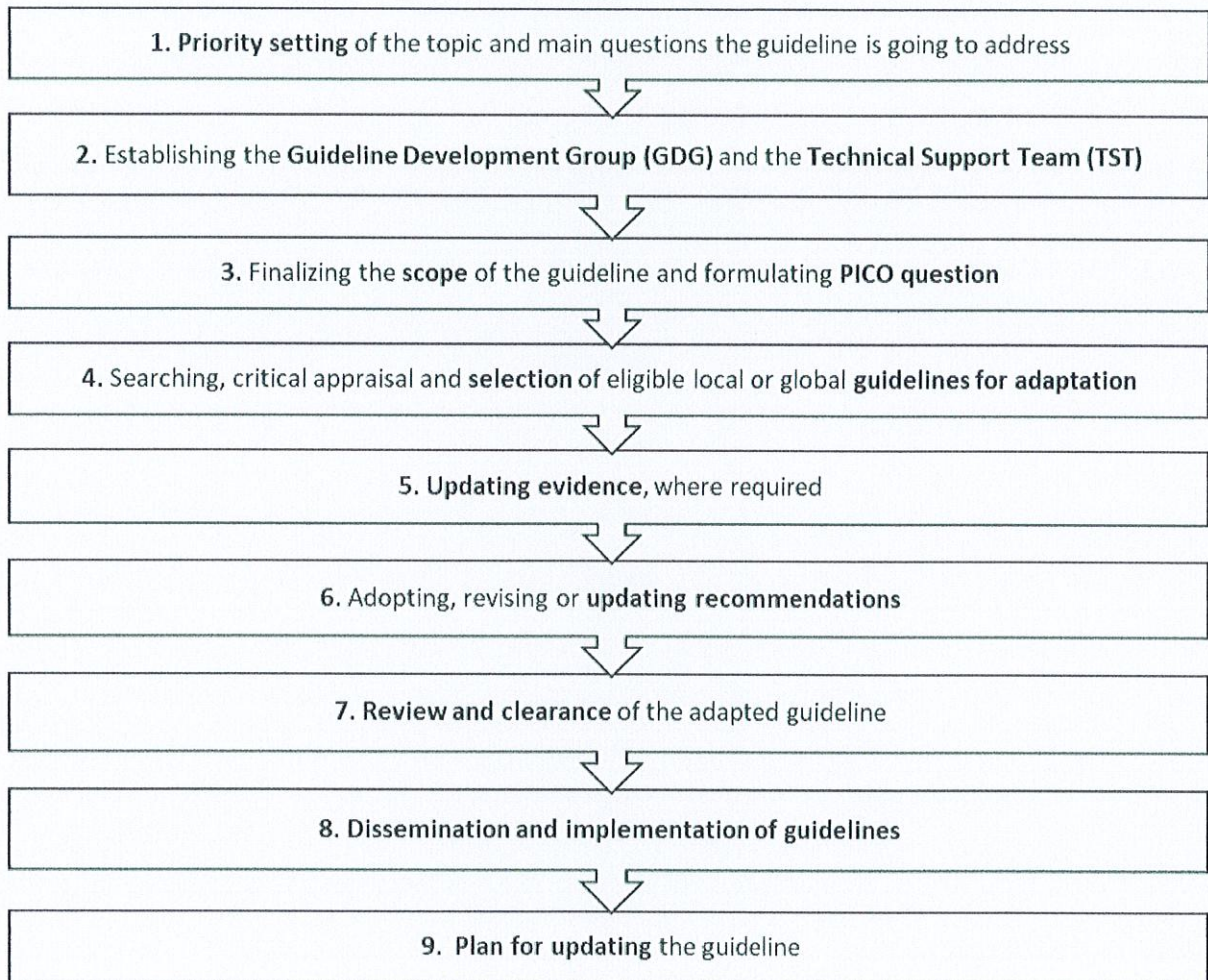 1. Priority setting of the topic and main questions the guideline is going to address
2. Establishing the Guideline Development Group (GDG) and the Technical Support Team (TST)
3. Finalizing the scope of the guideline and formulating PICO question
4. Searching, critical appraisal and selection of eligible local or global guidelines for adaptation
5. Updating evidence, where required
6. Adopting, revising or updating recommendations
7. Review and clearance of the adapted guideline
8. Dissemination and implementation of guidelines
9. Plan for updating the guideline